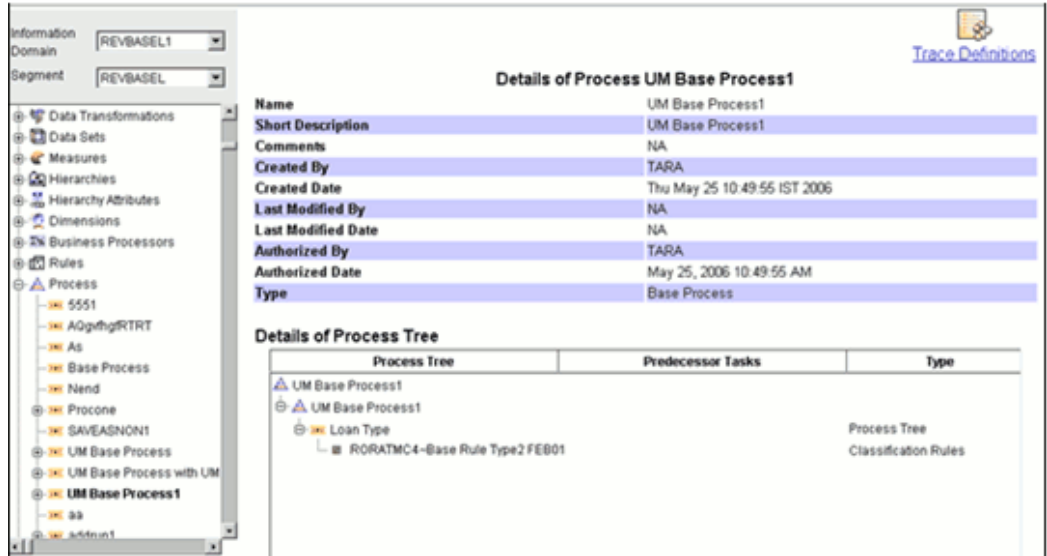 Information Domain
REVBASEL1
Segment
REVBASEL
Data Transformations
Data Sets
Measures
Hierarchies
Hierarchy Attributes
Dimensions
Business Processors
Rules
Process
5551
As
Base Process
Nend
Procone
SAVEASNON1
UM Base Process
UM Base Process with UM
UM Base Process1
aa
addrun1
Trace Definitions
Details of Process UM Base Process1
Name UM Base Process1
Short Description UM Base Process1
Comments NA
Created By TARA
Created Date Thu May 25 10:49:55 IST 2006
Last Modified By NA
Last Modified Date NA
Authorized By TARA
Authorized Date May 25, 2006 10:49:55 AM
Type Base Process
Details of Process Tree
Process Tree Predecessor Tasks Type
UM Base Process1
UM Base Process1
Loan Type Process Tree
RORATMC4-Base Rule Type2 FEB01 Classification Rules